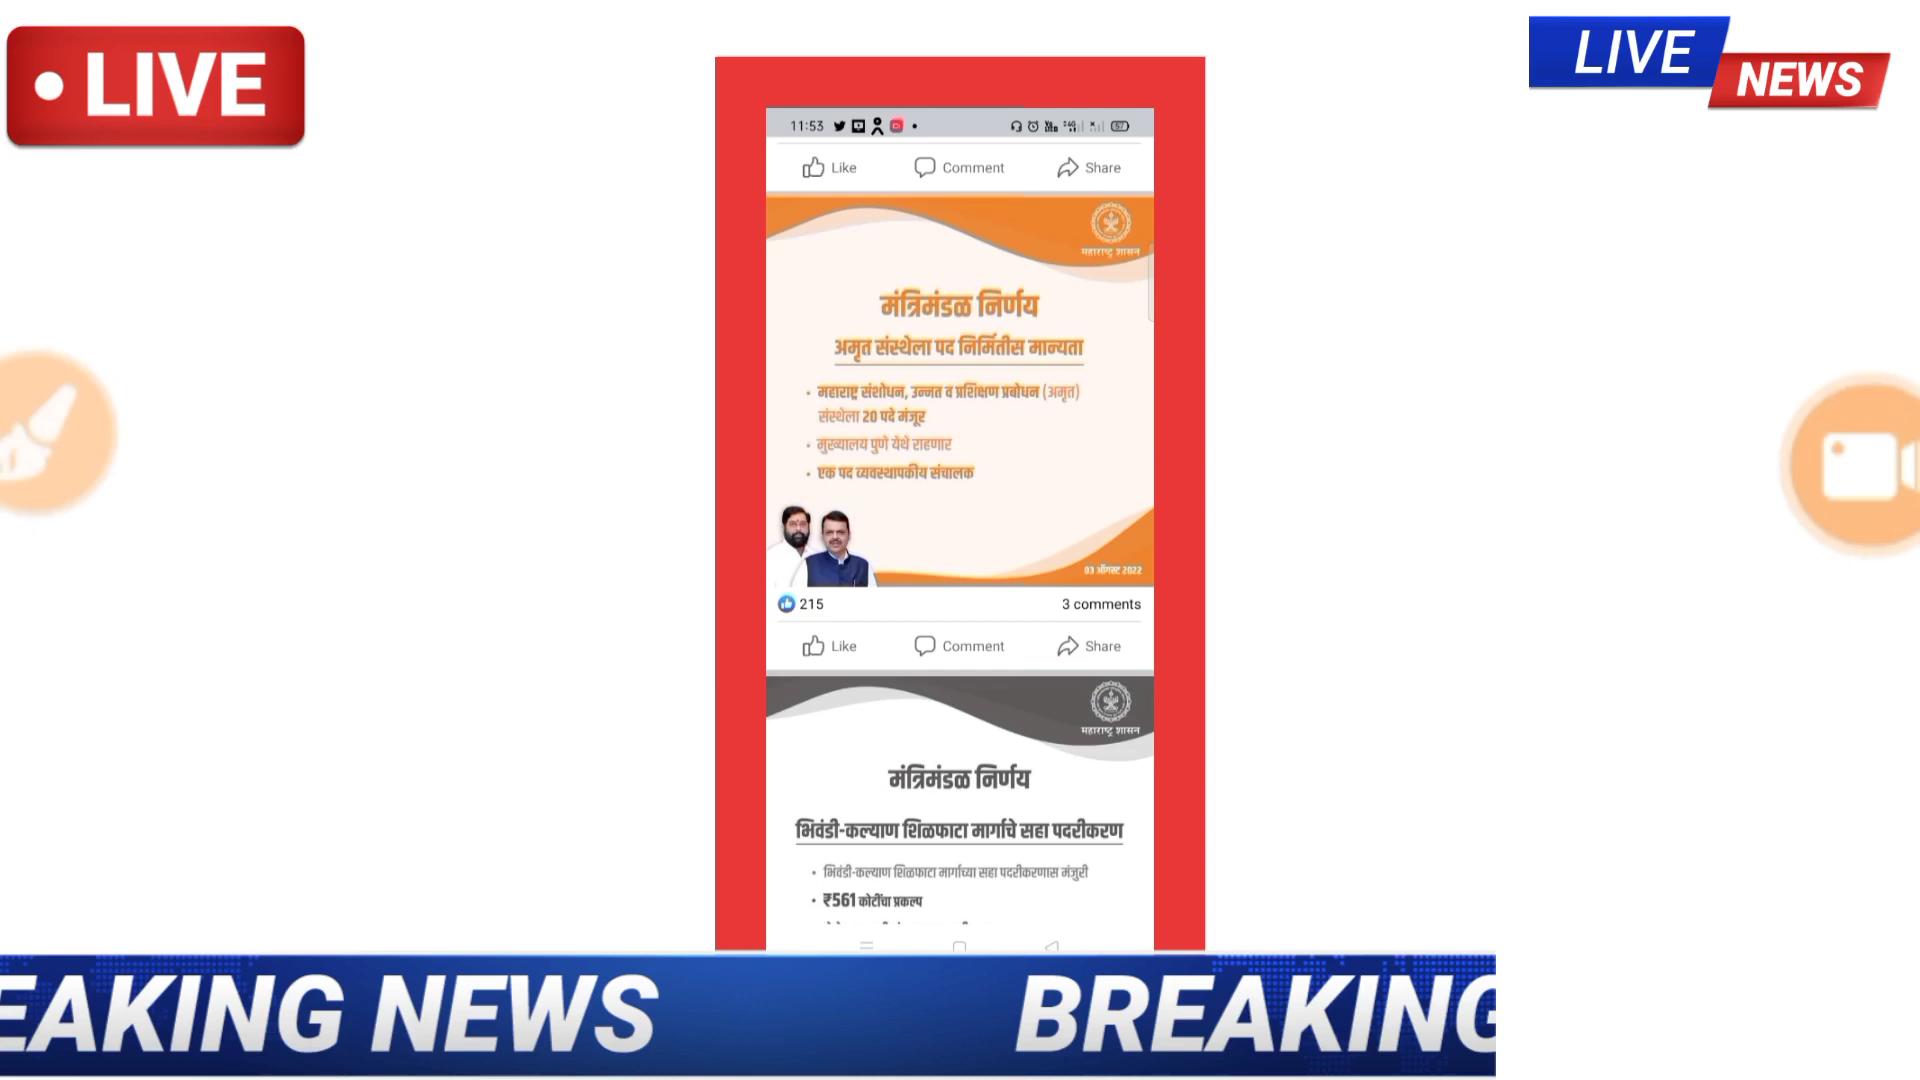 LIVE
LIVE
NEWS
11:53
Like Comment Share
महाराष्ट्र शासन
मंत्रिमंडळ निर्णय
अमृत संस्थेला पद निर्मितीस मान्यता
• महाराष्ट्र संशोधन, उन्नत व प्रशिक्षण प्रबोधन (अमृत)
संस्थेला 20 पदे मंजूर
• मुख्यालय पुणे येथे राहणार
• एक पद व्यवस्थापकीय संचालक
03 ऑगस्ट 2022
215 3 comments
Like Comment Share
महाराष्ट्र शासन
मंत्रिमंडळ निर्णय
भिवंडी-कल्याण शिळफाटा मार्गाचे सहा पदरीकरण
• भिवंडी-कल्याण शिळफाटा मार्गाच्या सहा पदरीकरणास मंजुरी
• ₹561 कोटींचा प्रकल्प
EAKING NEWS BREAKING